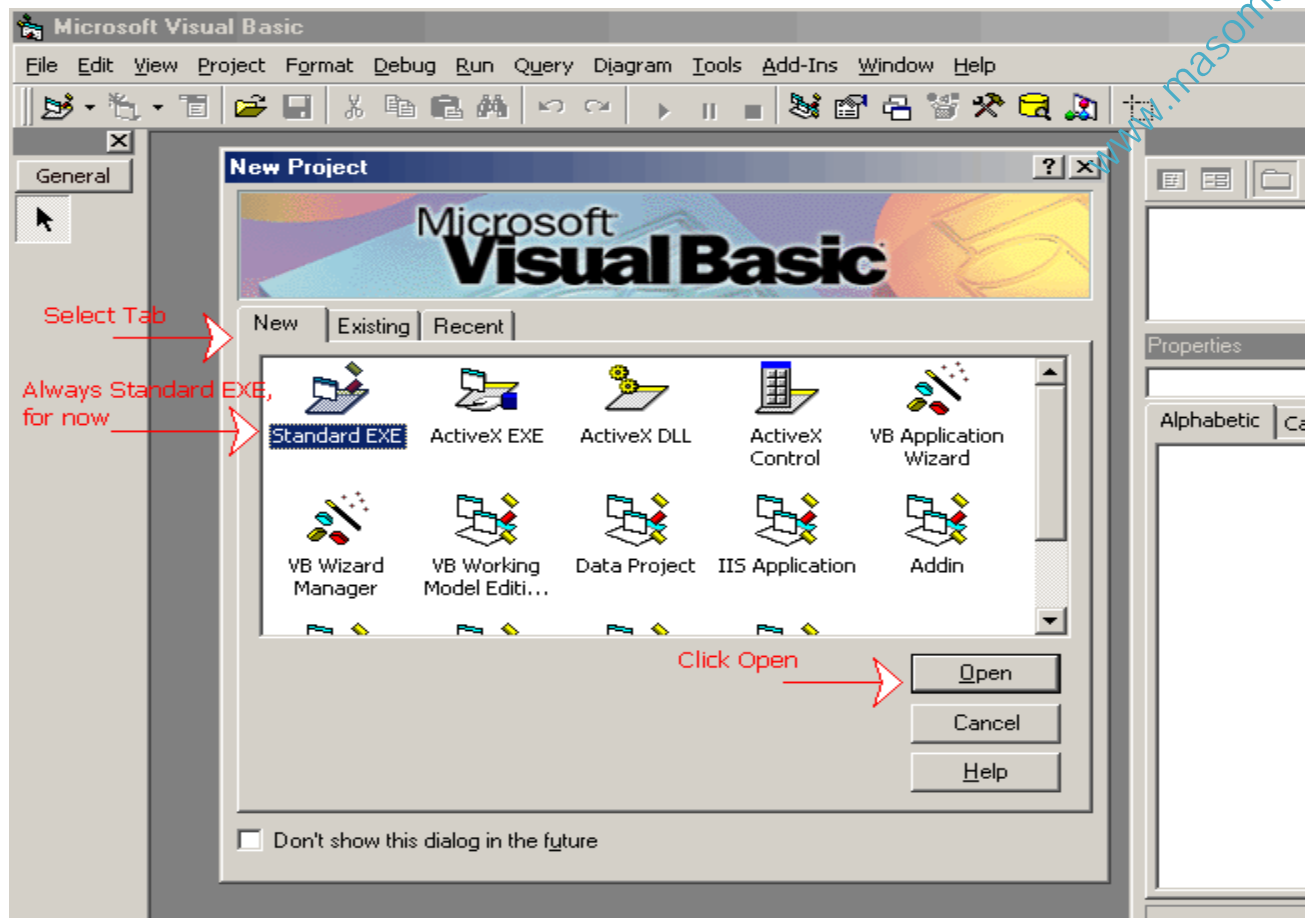 Microsoft Visual Basic
File Edit View Project Format Debug Run Query Diagram Tools Add-Ins Window Help
General
New Project
Microsoft
Visual Basic
Select Tab
New Existing Recent
Always Standard EXE,
for now
Standard EXE
ActiveX EXE
ActiveX DLL
ActiveX
Control
VB Application
Wizard
VB Wizard
Manager
VB Working
Model Editi...
Data Project
IIS Application
Addin
Click Open
Open
Cancel
Help
Don't show this dialog in the future
Properties
Alphabetic